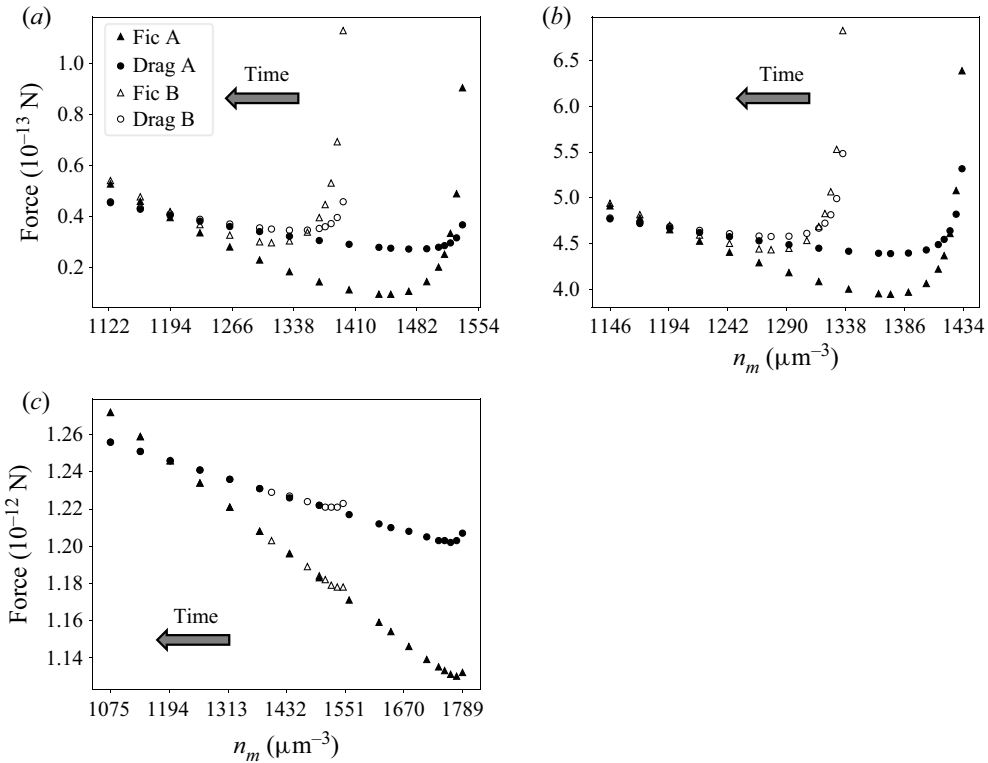 (a)
Force (10⁻¹³ N)
1.0
0.8
0.6
0.4
0.2
Fic A
Drag A
Fic B
Drag B
Time
1122 1194 1266 1338 1410 1482 1554
(b)
6.5
6.0
5.5
5.0
4.5
4.0
Time
1146 1194 1242 1290 1338 1386 1434
n_m (μm⁻³)
(c)
Force (10⁻¹² N)
1.26
1.24
1.22
1.20
1.18
1.16
1.14
Time
1075 1194 1313 1432 1551 1670 1789
n_m (μm⁻³)